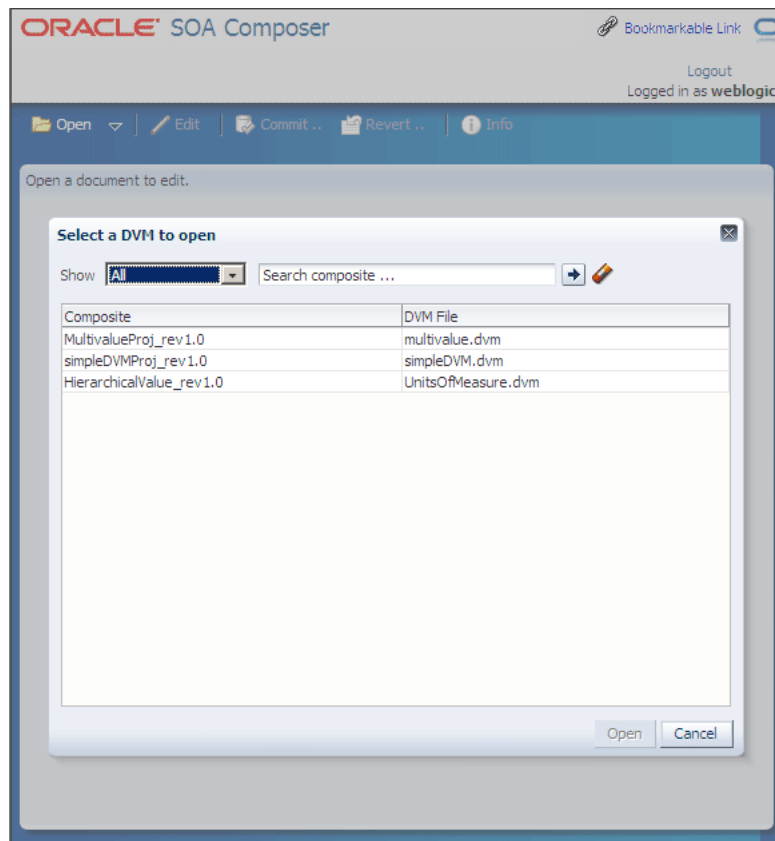 ORACLE SOA Composer
Bookmarkable Link
Logout
Logged in as weblogic
Open Edit Commit .. Revert .. Info
Open a document to edit.
Select a DVM to open
Show All Search composite ...
Composite DVM File
MultivalueProj_rev1.0 multivalue.dvm
simpleDVMProj_rev1.0 simpleDVM.dvm
HierarchicalValue_rev1.0 UnitsOfMeasure.dvm
Open Cancel